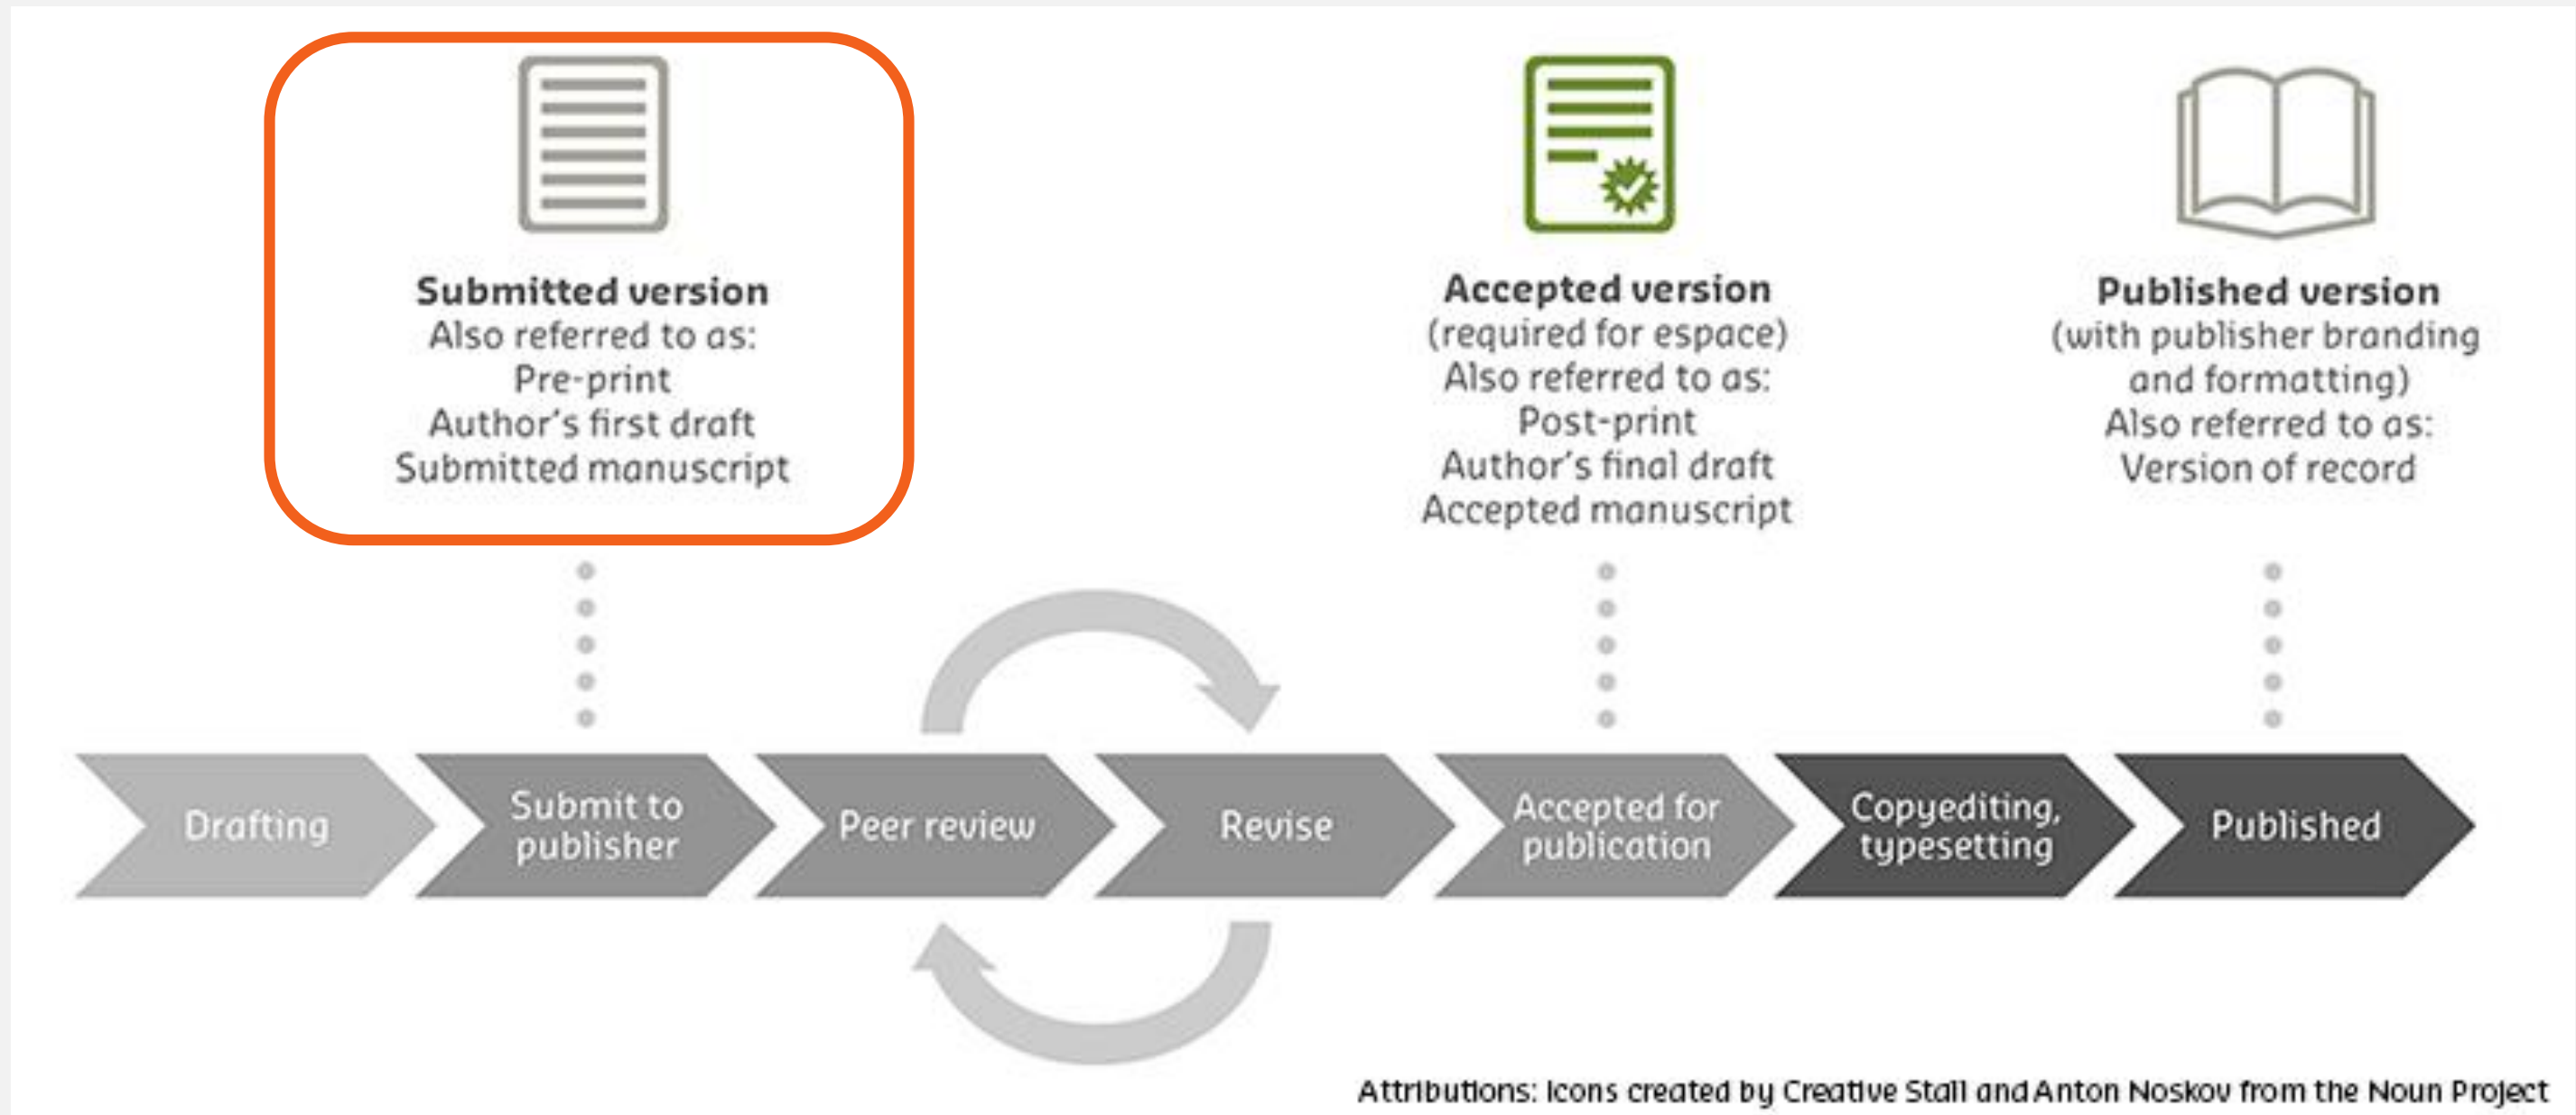 Submitted version
Also referred to as:
Pre-print
Author's first draft
Submitted manuscript
Accepted version
(required for espace)
Also referred to as:
Post-print
Author's final draft
Accepted manuscript
Published version
(with publisher branding
and formatting)
Also referred to as:
Version of record
Drafting
Submit to
publisher
Peer review
Revise
Accepted for
publication
Copyediting,
typesetting
Published
Attributions: Icons created by Creative Stall and Anton Noskov from the Noun Project